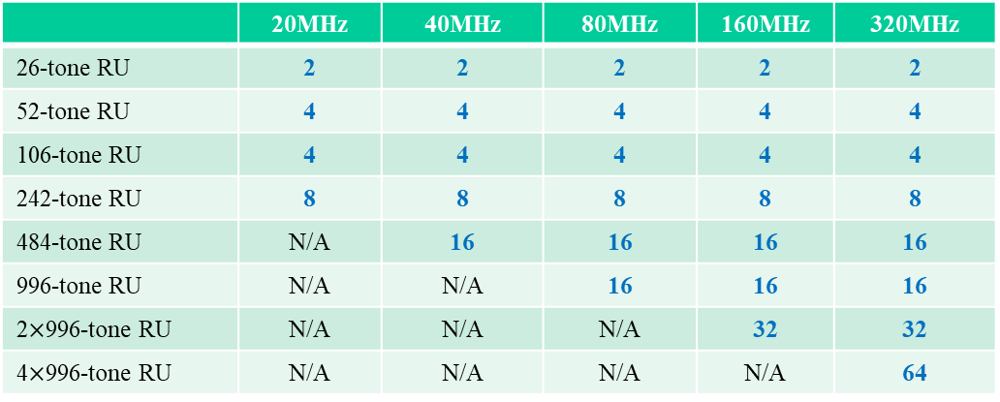 20MHz 40MHz 80MHz 160MHz 320MHz
26-tone RU 2 2 2 2 2
52-tone RU 4 4 4 4 4
106-tone RU 4 4 4 4 4
242-tone RU 8 8 8 8 8
484-tone RU N/A 16 16 16 16
996-tone RU N/A N/A 16 16 16
2×996-tone RU N/A N/A N/A 32 32
4×996-tone RU N/A N/A N/A N/A 64